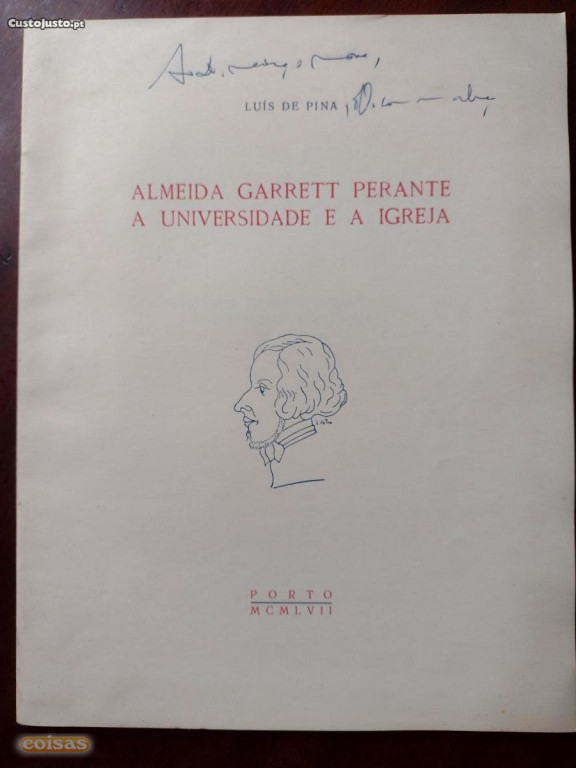 CustoJusto.pt
LUÍS DE PINA
ALMEIDA GARRETT PERANTE
A UNIVERSIDADE E A IGREJA
PORTO
MCMLVII
coisas